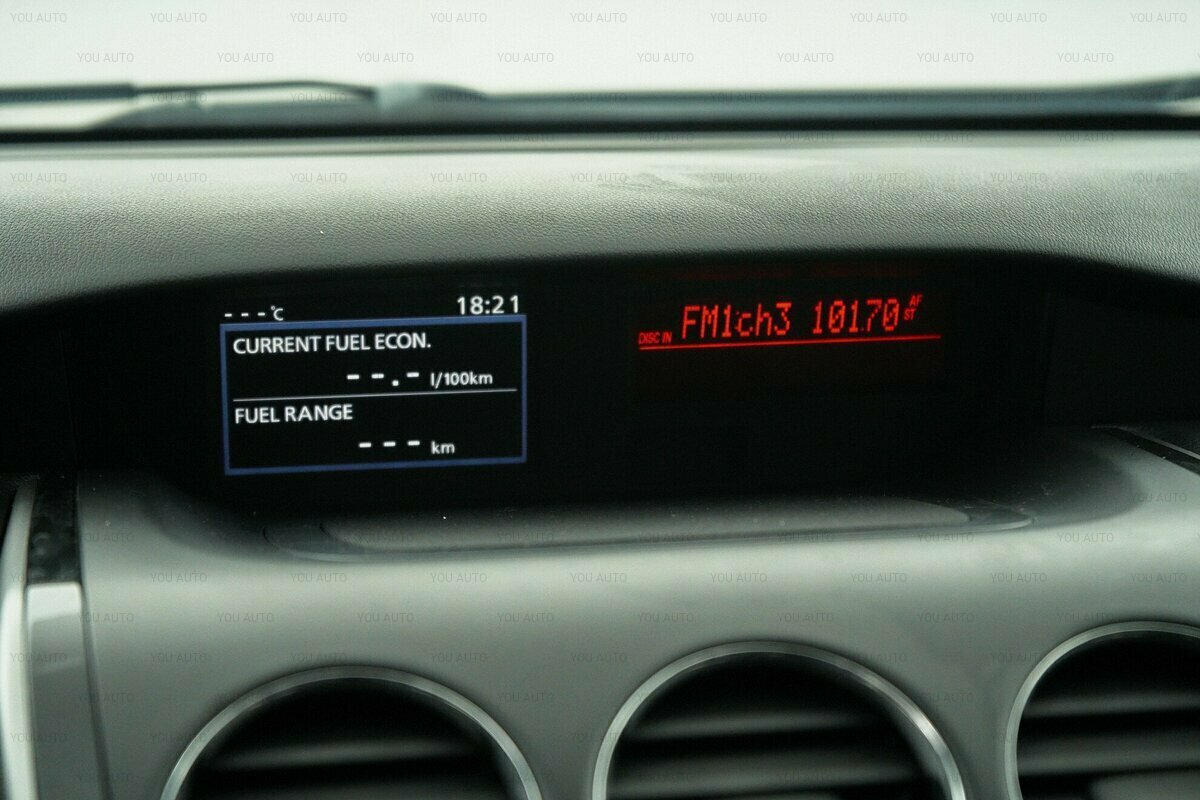 ---°C 18:21
CURRENT FUEL ECON.
--.- l/100km
FUEL RANGE
--- km
DISC IN FM1ch3 101.70 AF
ST
YOU AUTO